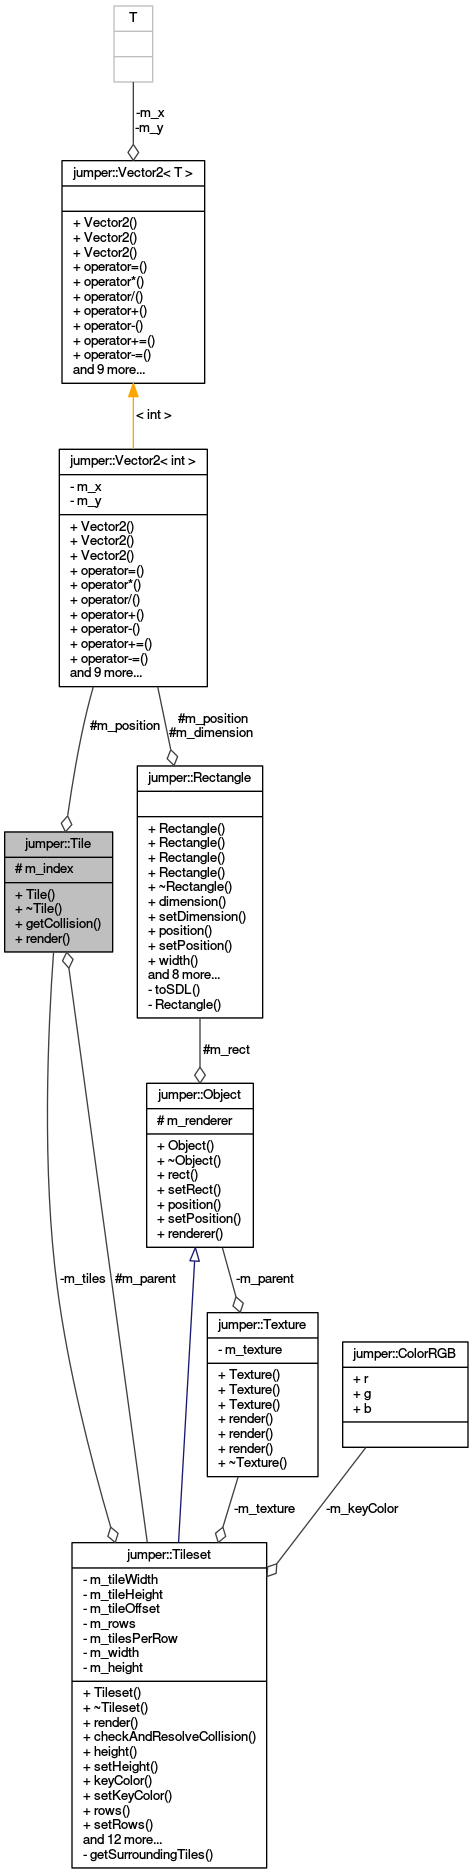 T
-m_x
-m_y
jumper::Vector2< T >
+ Vector2()
+ Vector2()
+ Vector2()
+ operator=()
+ operator*()
+ operator/()
+ operator+()
+ operator-()
+ operator+=()
+ operator-=()
and 9 more...
< int >
jumper::Vector2< int >
- m_x
- m_y
+ Vector2()
+ Vector2()
+ Vector2()
+ operator=()
+ operator*()
+ operator/()
+ operator+()
+ operator-()
+ operator+=()
+ operator-=()
and 9 more...
#m_position
#m_position
#m_dimension
jumper::Rectangle
+ Rectangle()
+ Rectangle()
+ Rectangle()
+ Rectangle()
+ ~Rectangle()
+ dimension()
+ setDimension()
+ position()
+ setPosition()
+ width()
and 8 more...
- toSDL()
- Rectangle()
jumper::Tile
# m_index
+ Tile()
+ ~Tile()
+ getCollision()
+ render()
#m_rect
jumper::Object
# m_renderer
+ Object()
+ ~Object()
+ rect()
+ setRect()
+ position()
+ setPosition()
+ renderer()
-m_tiles
#m_parent
-m_parent
jumper::Texture
- m_texture
+ Texture()
+ Texture()
+ Texture()
+ render()
+ render()
+ render()
+ ~Texture()
jumper::ColorRGB
+ r
+ g
+ b
-m_texture
-m_keyColor
jumper::Tileset
- m_tileWidth
- m_tileHeight
- m_tileOffset
- m_rows
- m_tilesPerRow
- m_width
- m_height
+ Tileset()
+ ~Tileset()
+ render()
+ checkAndResolveCollision()
+ height()
+ setHeight()
+ keyColor()
+ setKeyColor()
+ rows()
+ setRows()
and 12 more...
- getSurroundingTiles()